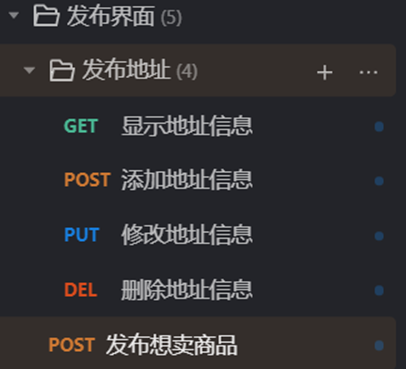 发布界面 (5)
发布地址 (4)
GET 显示地址信息
POST 添加地址信息
PUT 修改地址信息
DEL 删除地址信息
POST 发布想卖商品